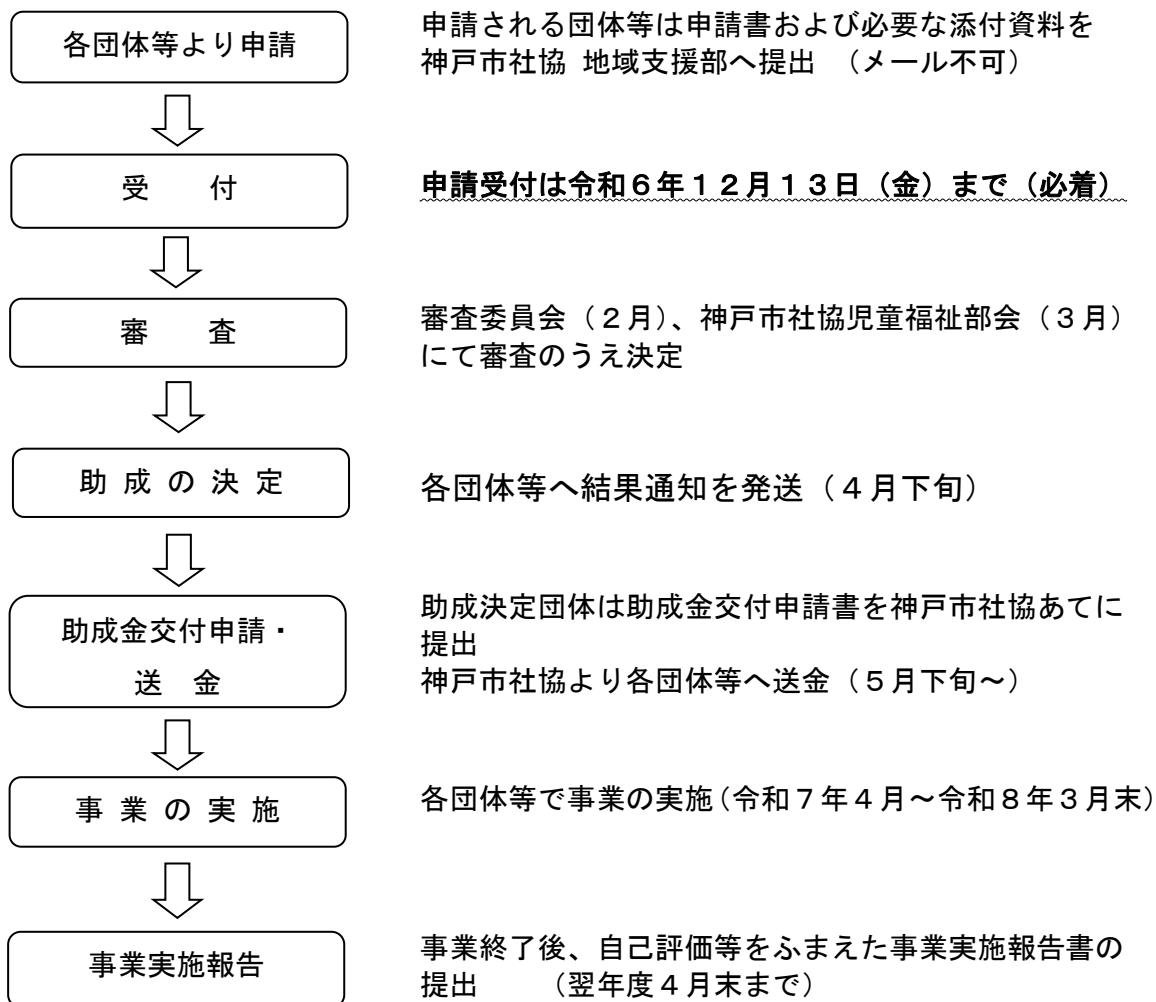 各団体等より申請
申請される団体等は申請書および必要な添付資料を
神戸市社協 地域支援部へ提出 (メール不可)
受 付
申請受付は令和6年12月13日(金)まで(必着)
審 査
審査委員会(2月)、神戸市社協児童福祉部会(3月)
にて審査のうえ決定
助 成 の 決 定
各団体等へ結果通知を発送(4月下旬)
助成金交付申請・
送 金
助成決定団体は助成金交付申請書を神戸市社協あてに
提出
神戸市社協より各団体等へ送金(5月下旬~)
事 業 の 実 施
各団体等で事業の実施(令和7年4月~令和8年3月末)
事業実施報告
事業終了後、自己評価等をふまえた事業実施報告書の
提出 (翌年度4月末まで)